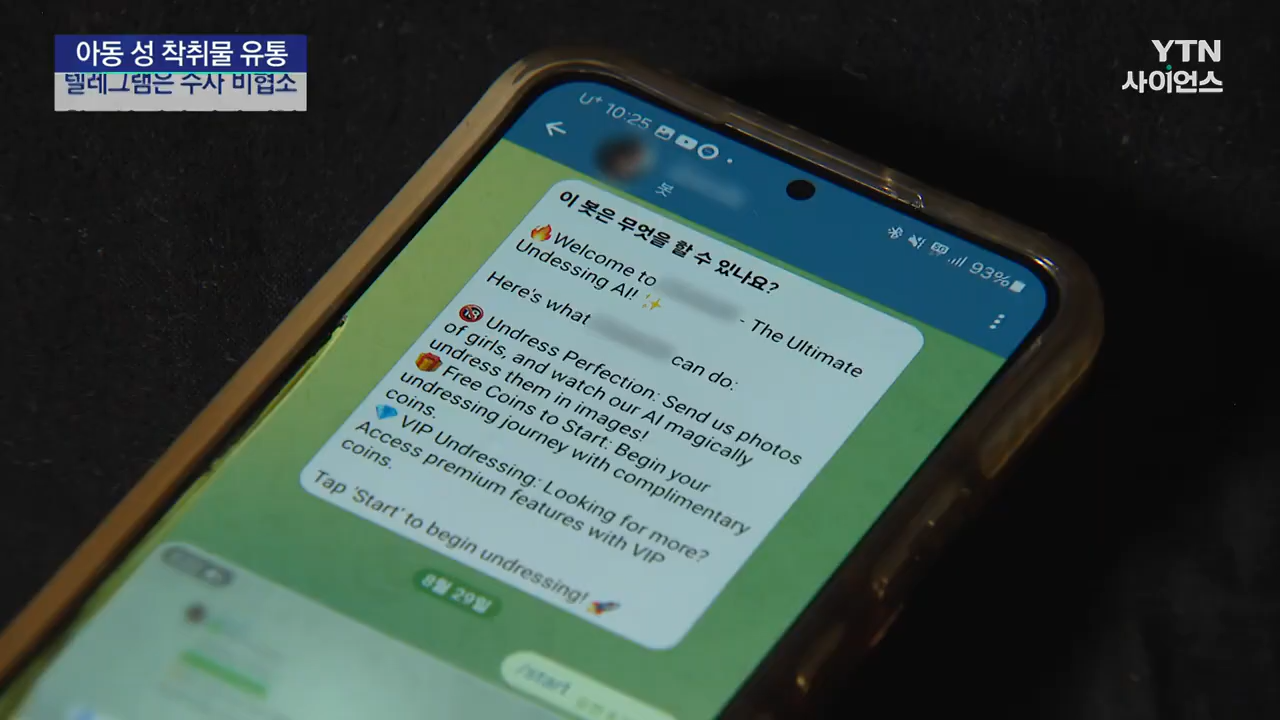 아동 성 착취물 유통
텔레그램은 수사 비협소
YTN
사이언스
U+ 10:25
93%
봇
이 봇은 무엇을 할 수 있나요?
🔥Welcome to - The Ultimate
Undessing AI! ✨
Here's what can do:
🔞 Undress Perfection: Send us photos
of girls, and watch our AI magically
undress them in images!
🎁 Free Coins to Start: Begin your
undressing journey with complimentary
coins.
💎 VIP Undressing: Looking for more?
Access premium features with VIP
coins.
Tap 'Start' to begin undressing! 🚀
8월 29일
/start